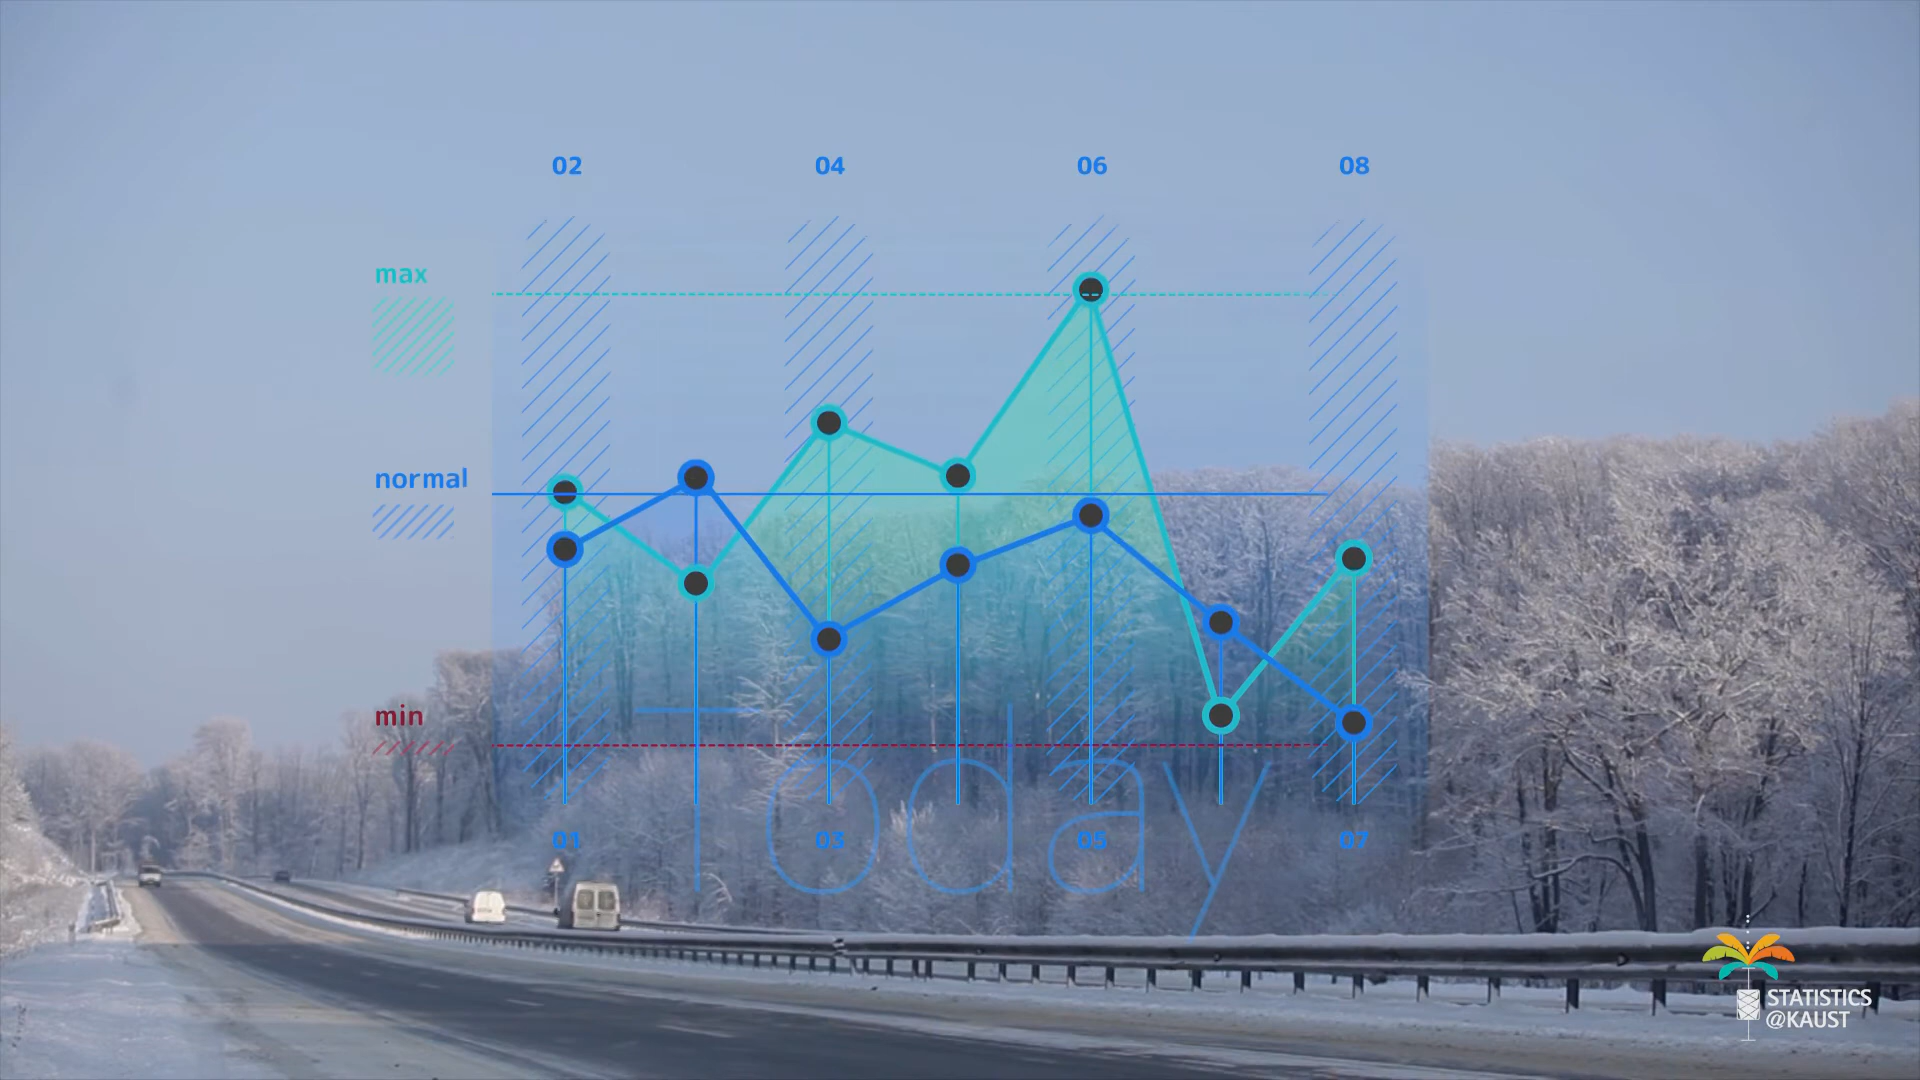 02 04 06 08
max
normal
min
01 03 05 07
Today
STATISTICS
@KAUST